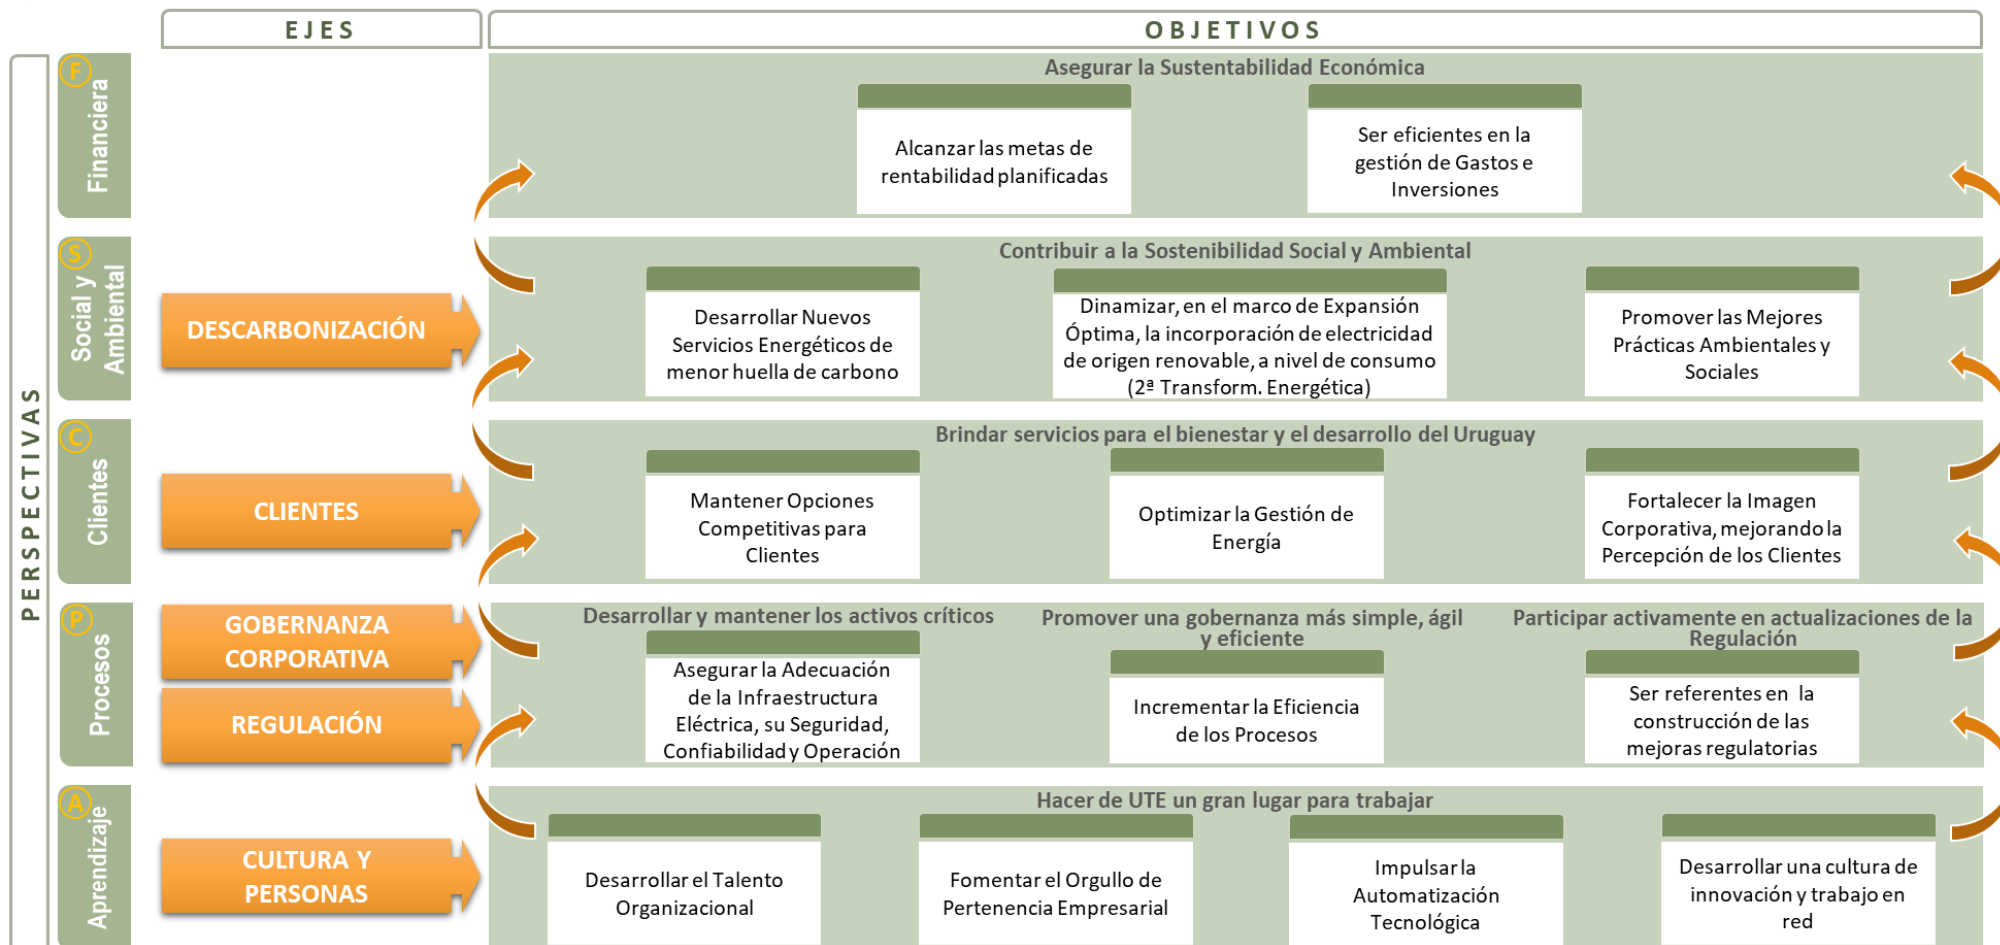 EJES
OBJETIVOS
PERSPECTIVAS
F
Financiera
Asegurar la Sustentabilidad Económica
Alcanzar las metas de
rentabilidad planificadas
Ser eficientes en la
gestión de Gastos e
Inversiones
S
Social y
Ambiental
DESCARBONIZACIÓN
Contribuir a la Sostenibilidad Social y Ambiental
Desarrollar Nuevos
Servicios Energéticos de
menor huella de carbono
Dinamizar, en el marco de Expansión
Óptima, la incorporación de electricidad
de origen renovable, a nivel de consumo
(2ª Transform. Energética)
Promover las Mejores
Prácticas Ambientales y
Sociales
C
Clientes
CLIENTES
Brindar servicios para el bienestar y el desarrollo del Uruguay
Mantener Opciones
Competitivas para
Clientes
Optimizar la Gestión de
Energía
Fortalecer la Imagen
Corporativa, mejorando la
Percepción de los Clientes
P
Procesos
GOBERNANZA
CORPORATIVA
REGULACIÓN
Desarrollar y mantener los activos críticos
Asegurar la Adecuación
de la Infraestructura
Eléctrica, su Seguridad,
Confiabilidad y Operación
Promover una gobernanza más simple, ágil
y eficiente
Incrementar la Eficiencia
de los Procesos
Participar activamente en actualizaciones de la
Regulación
Ser referentes en la
construcción de las
mejoras regulatorias
A
Aprendizaje
CULTURA Y
PERSONAS
Hacer de UTE un gran lugar para trabajar
Desarrollar el Talento
Organizacional
Fomentar el Orgullo de
Pertenencia Empresarial
Impulsar la
Automatización
Tecnológica
Desarrollar una cultura de
innovación y trabajo en
red